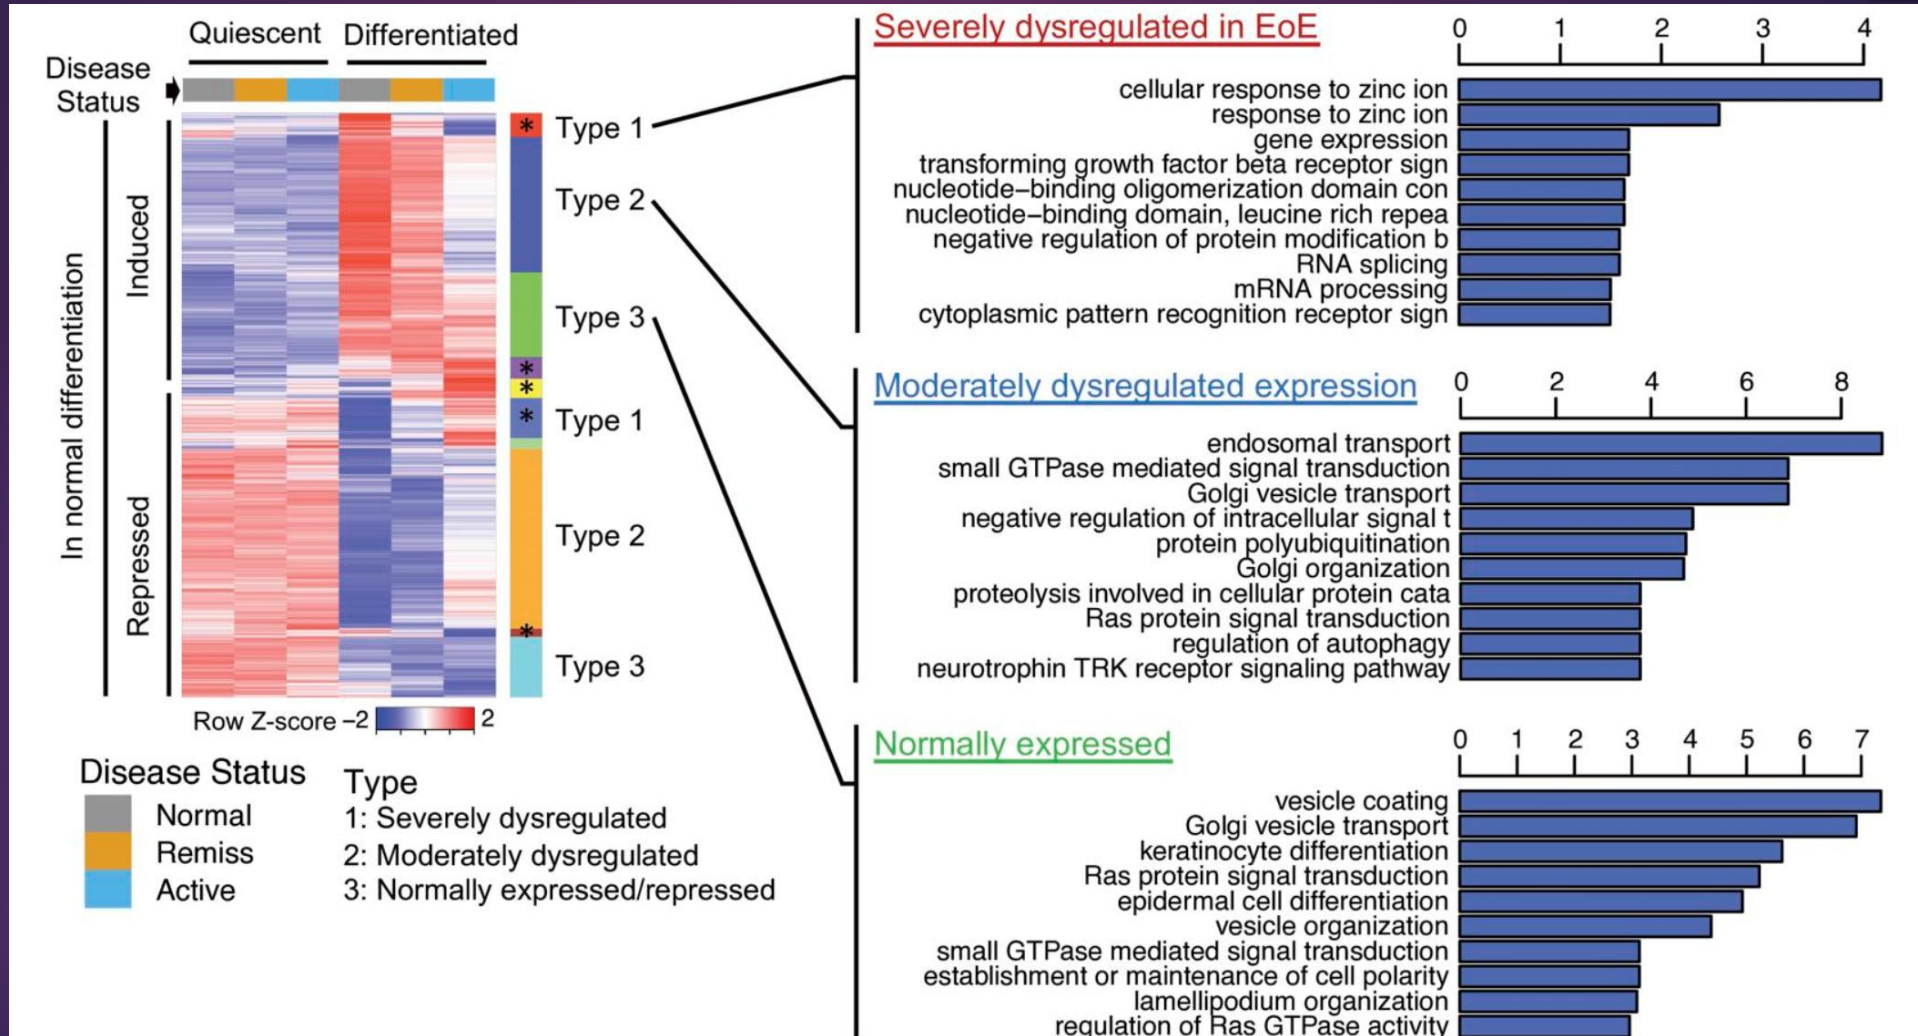 Quiescent
Differentiated
Disease
Status
In normal differentiation
Induced
Repressed
*
Type 1
Type 2
Type 3
*
*
*
Type 1
Type 2
*
Type 3
Row Z-score −2
2
Disease Status
Normal
Remiss
Active
Type
1: Severely dysregulated
2: Moderately dysregulated
3: Normally expressed/repressed
Severely dysregulated in EoE
0 1 2 3 4
cellular response to zinc ion
response to zinc ion
gene expression
transforming growth factor beta receptor sign
nucleotide−binding oligomerization domain con
nucleotide−binding domain, leucine rich repea
negative regulation of protein modification b
RNA splicing
mRNA processing
cytoplasmic pattern recognition receptor sign
Moderately dysregulated expression
0 2 4 6 8
endosomal transport
small GTPase mediated signal transduction
Golgi vesicle transport
negative regulation of intracellular signal t
protein polyubiquitination
Golgi organization
proteolysis involved in cellular protein cata
Ras protein signal transduction
regulation of autophagy
neurotrophin TRK receptor signaling pathway
Normally expressed
0 1 2 3 4 5 6 7
vesicle coating
Golgi vesicle transport
keratinocyte differentiation
Ras protein signal transduction
epidermal cell differentiation
vesicle organization
small GTPase mediated signal transduction
establishment or maintenance of cell polarity
lamellipodium organization
regulation of Ras GTPase activity